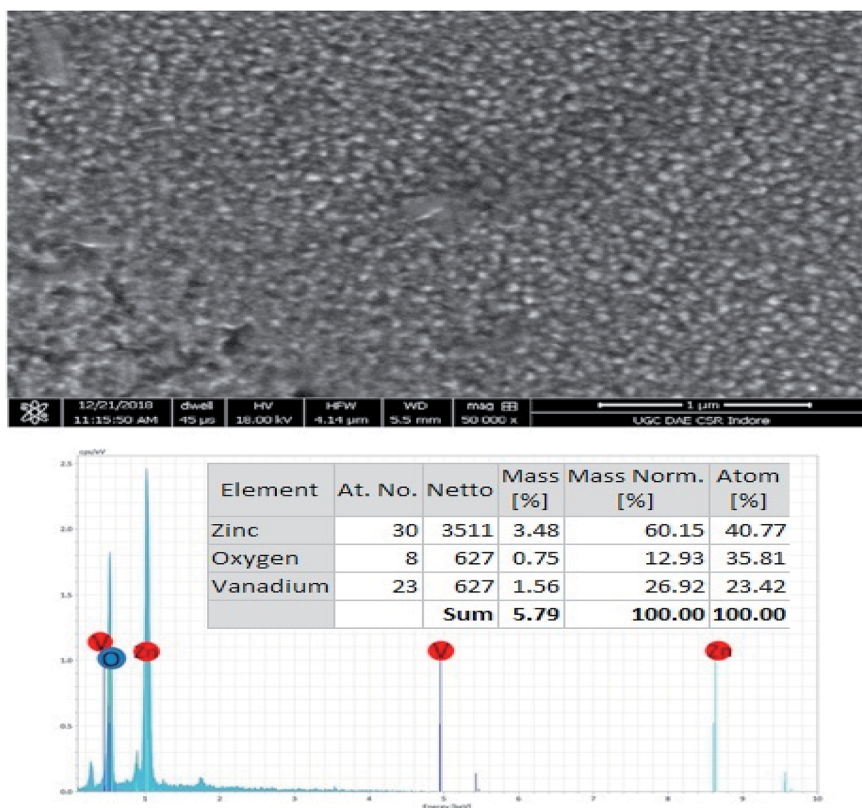 12/21/2018 dwell HV HFW WD mag 1 µm
11:15:50 AM 45 µs 18.00 kV 4.14 µm 5.5 mm 50 000 x UGC DAE CSR Indore
cps/eV
2.5
Element At. No. Netto Mass [%] Mass Norm. [%] Atom [%]
Zinc 30 3511 3.48 60.15 40.77
2.0
Oxygen 8 627 0.75 12.93 35.81
Vanadium 23 627 1.56 26.92 23.42
1.5
Sum 5.79 100.00 100.00
V O Zn V Zn
1.0
0.5
0.0
1 2 3 4 5 6 7 8 9 10
Energy [keV]